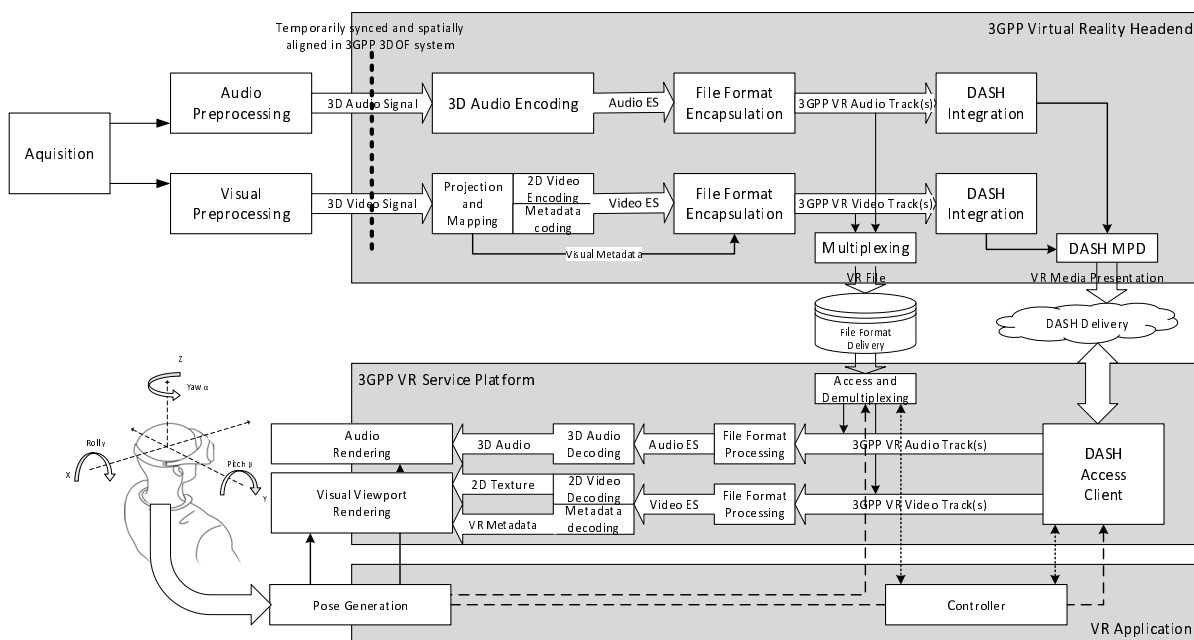 Temporarily synced and spatially
aligned in 3GPP 3DOF system
3GPP Virtual Reality Headend
Aquisition
Audio
Preprocessing
3D Audio Signal
3D Audio Encoding
Audio ES
File Format
Encapsulation
3GPP VR Audio Track(s)
DASH
Integration
Visual
Preprocessing
3D Video Signal
Projection
and
Mapping
2D Video
Encoding
Metadata
coding
Video ES
File Format
Encapsulation
3GPP VR Video Track(s)
DASH
Integration
Visual Metadata
Multiplexing
DASH MPD
VR File
VR Media Presentation
File Format
Delivery
DASH Delivery
3GPP VR Service Platform
Access and
Demultiplexing
Z
Yaw α
Roll γ
X
Pitch β
Y
Audio
Rendering
3D Audio
3D Audio
Decoding
Audio ES
File Format
Processing
3GPP VR Audio Track(s)
DASH
Access
Client
Visual Viewport
Rendering
2D Texture
2D Video
Decoding
Metadata
decoding
VR Metadata
Video ES
File Format
Processing
3GPP VR Video Track(s)
Pose Generation
Controller
VR Application